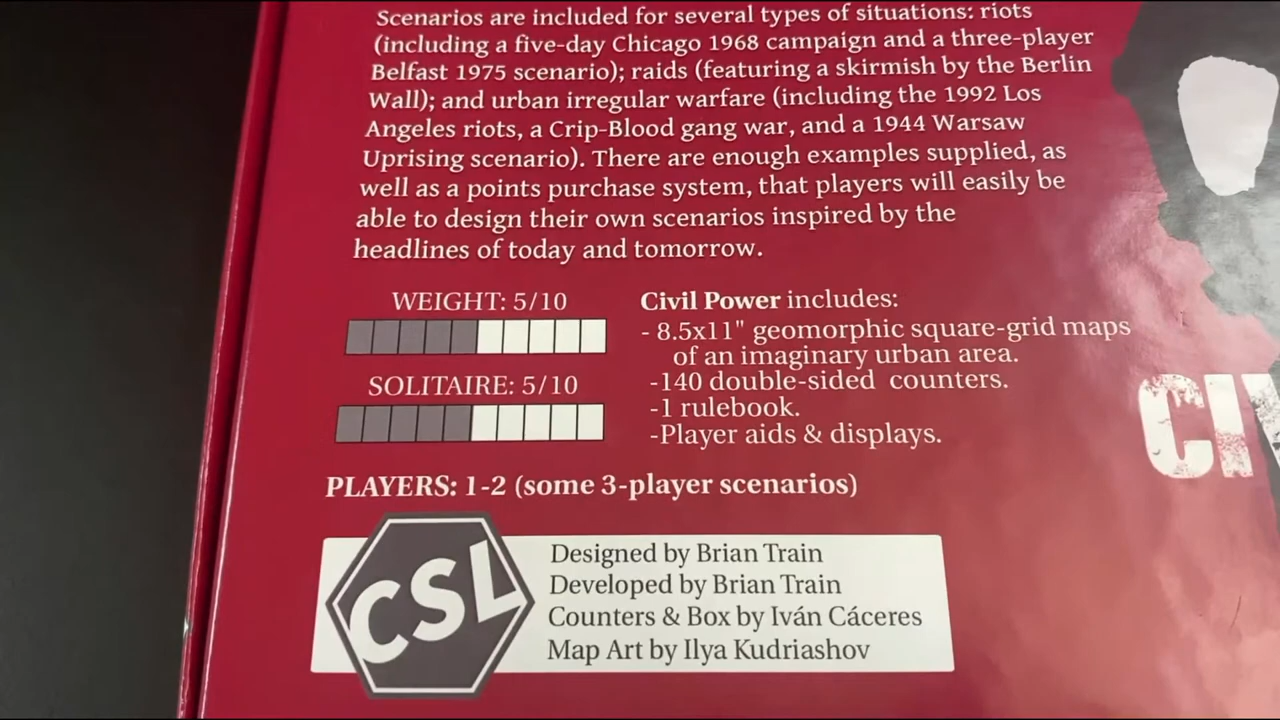 Scenarios are included for several types of situations: riots
(including a five-day Chicago 1968 campaign and a three-player
Belfast 1975 scenario); raids (featuring a skirmish by the Berlin
Wall); and urban irregular warfare (including the 1992 Los
Angeles riots, a Crip-Blood gang war, and a 1944 Warsaw
Uprising scenario). There are enough examples supplied, as
well as a points purchase system, that players will easily be
able to design their own scenarios inspired by the
headlines of today and tomorrow.
WEIGHT: 5/10
SOLITAIRE: 5/10
Civil Power includes:
- 8.5x11" geomorphic square-grid maps
of an imaginary urban area.
-140 double-sided counters.
-1 rulebook.
-Player aids & displays.
PLAYERS: 1-2 (some 3-player scenarios)
CSL
Designed by Brian Train
Developed by Brian Train
Counters & Box by Iván Cáceres
Map Art by Ilya Kudriashov